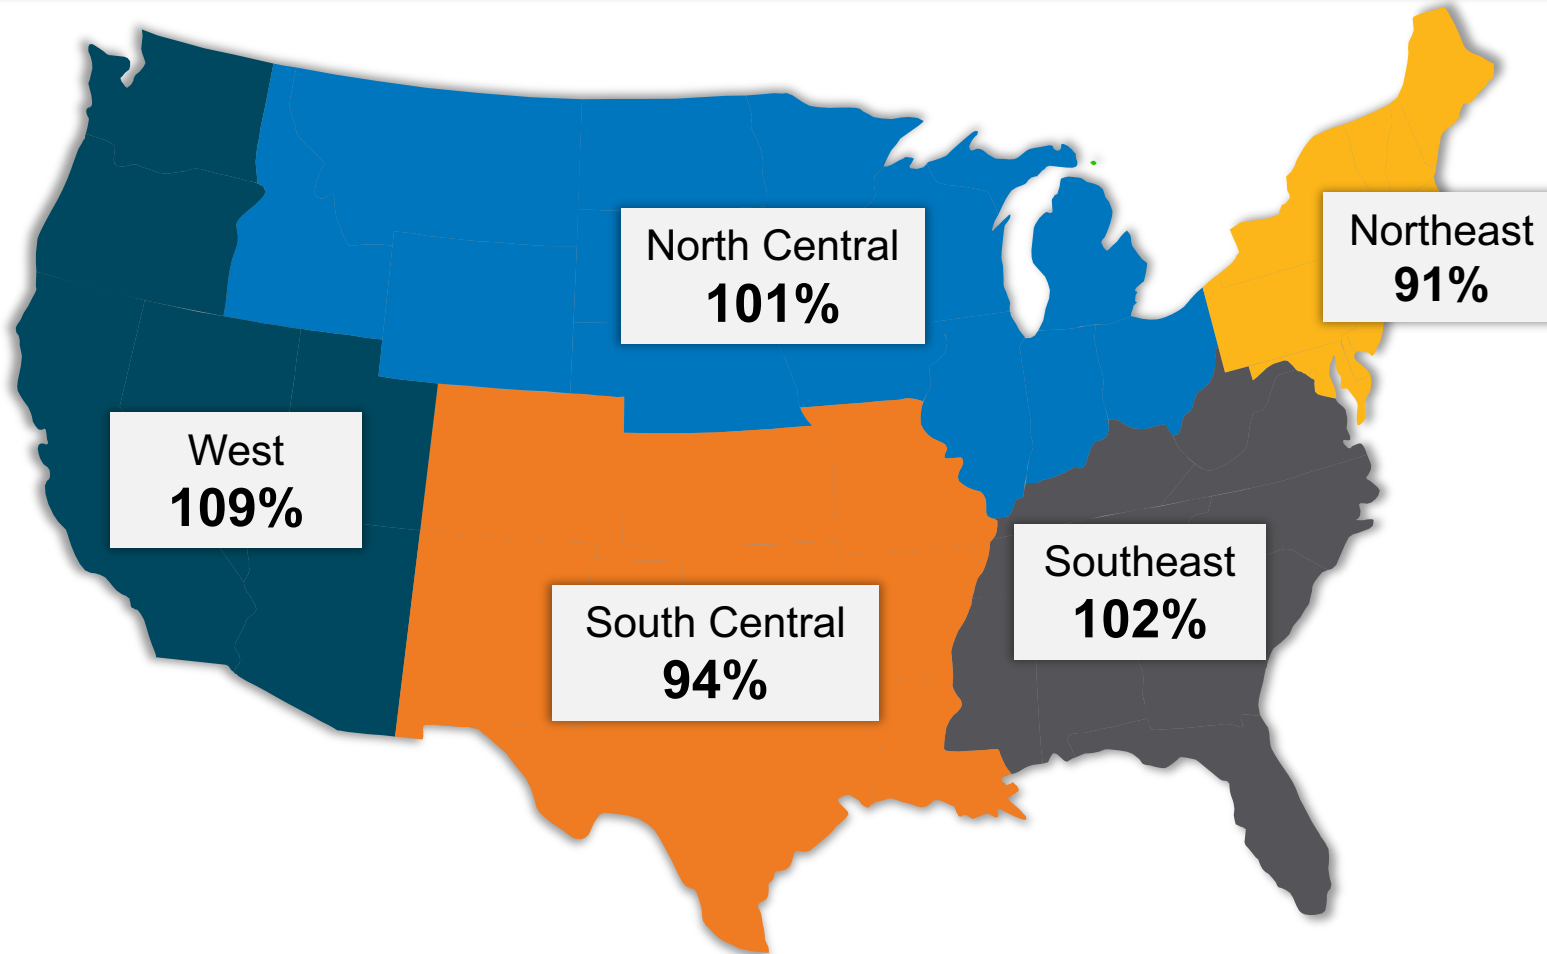 Northeast
91%
North Central
101%
West
109%
Southeast
102%
South Central
94%